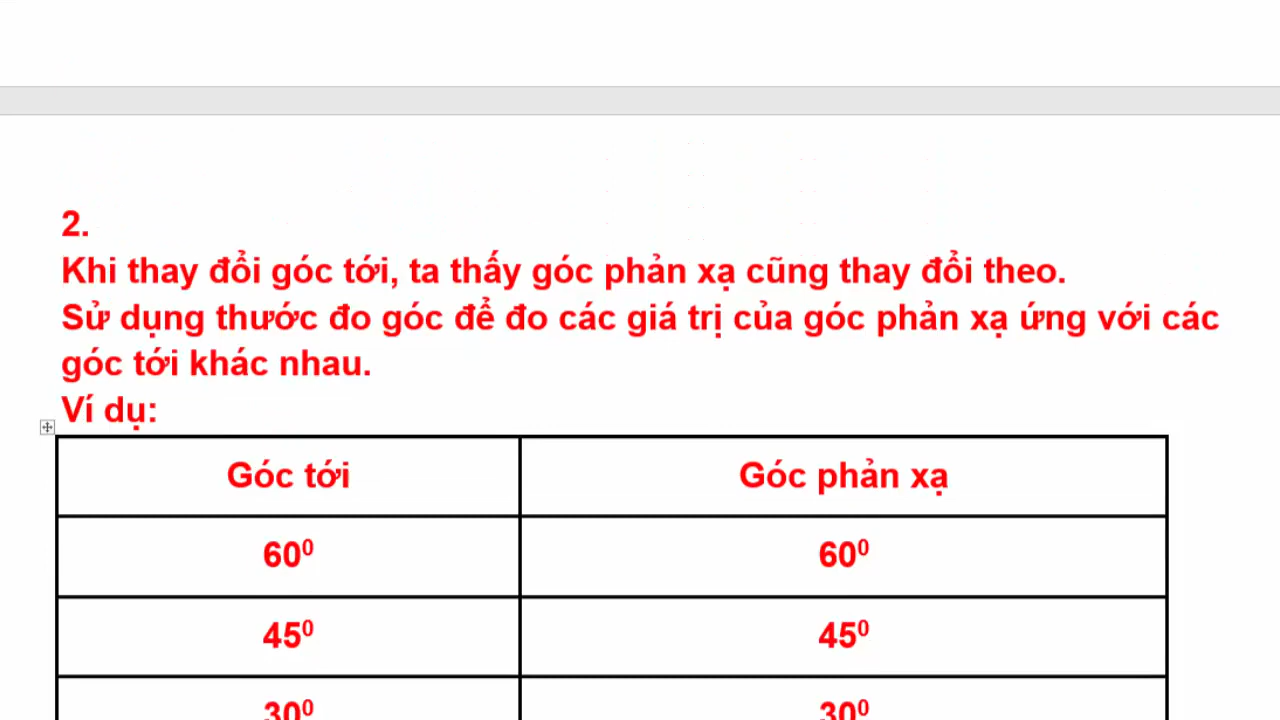 2.
Khi thay đổi góc tới, ta thấy góc phản xạ cũng thay đổi theo.
Sử dụng thước đo góc để đo các giá trị của góc phản xạ ứng với các
góc tới khác nhau.
Ví dụ:
Góc tới Góc phản xạ
60⁰ 60⁰
45⁰ 45⁰
30⁰ 30⁰